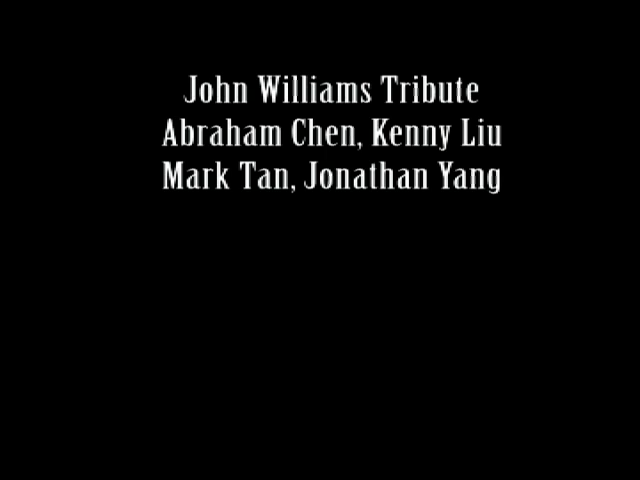 John Williams Tribute
Abraham Chen, Kenny Liu
Mark Tan, Jonathan Yang